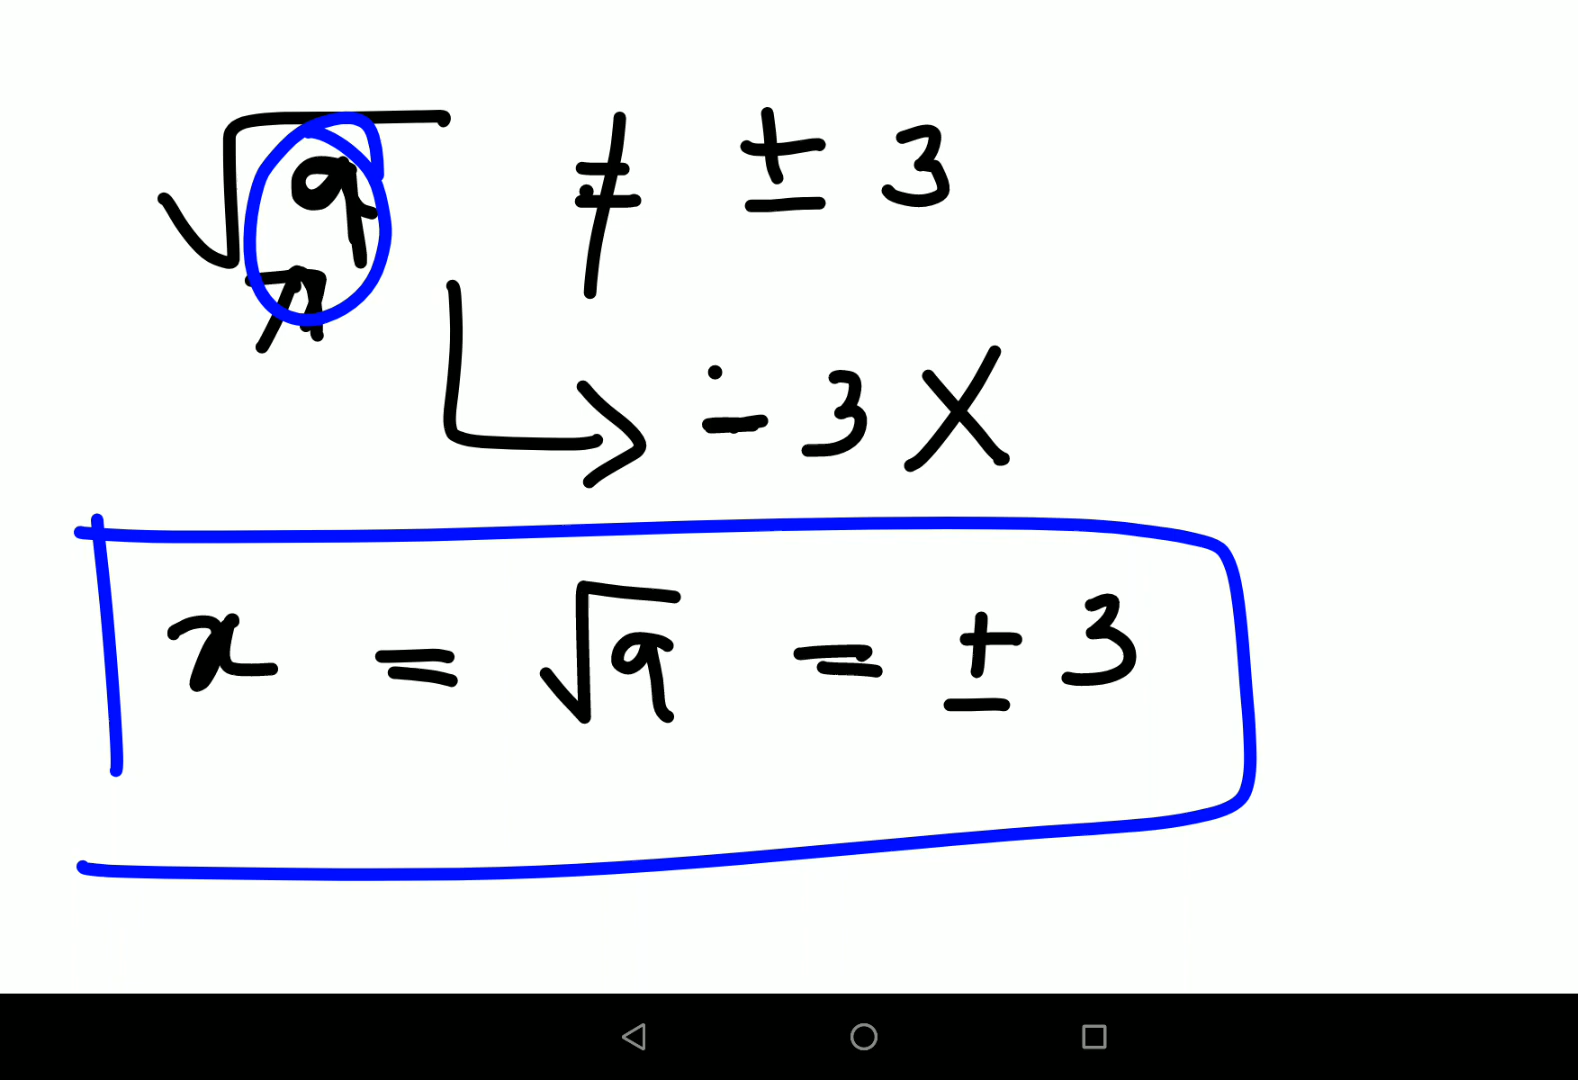 √9 ≠ ± 3
- 3 X
x = √9 = ± 3